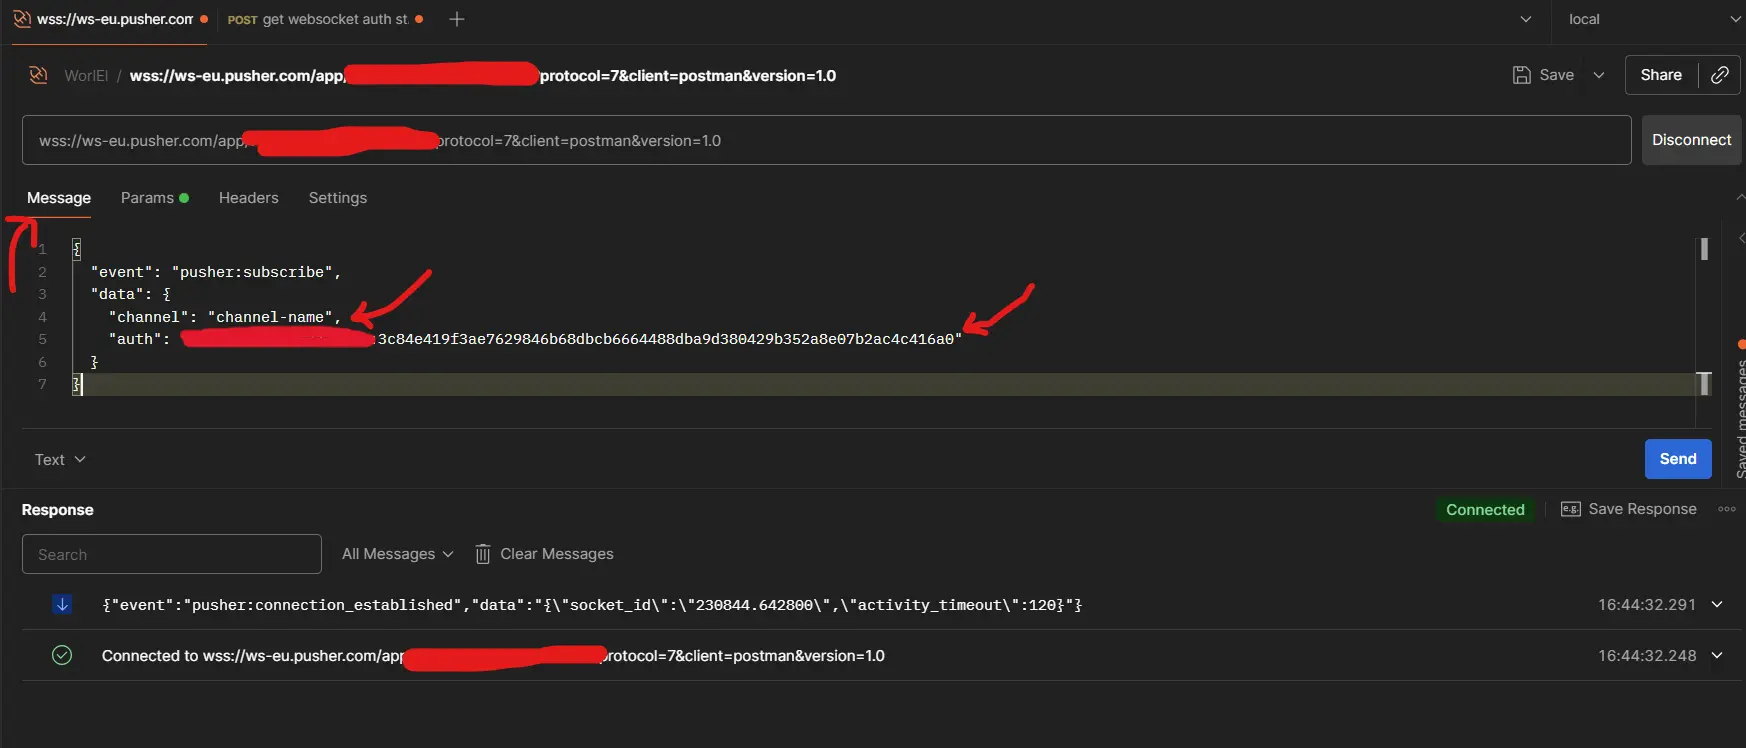 wss://ws-eu.pusher.com
POST get websocket auth st
local
WorlEl / wss://ws-eu.pusher.com/app/ protocol=7&client=postman&version=1.0
Save
Share
wss://ws-eu.pusher.com/app/ protocol=7&client=postman&version=1.0
Disconnect
Message Params Headers Settings
1 {
2 "event": "pusher:subscribe",
3 "data": {
4 "channel": "channel-name",
5 "auth": :3c84e419f3ae7629846b68dbcb6664488dba9d380429b352a8e07b2ac4c416a0"
6 }
7 }
Saved messages
Text
Send
Response
Connected
e.g. Save Response
Search
All Messages
Clear Messages
{"event":"pusher:connection_established","data":"{\"socket_id\":\"230844.642800\",\"activity_timeout\":120}"}
16:44:32.291
Connected to wss://ws-eu.pusher.com/app protocol=7&client=postman&version=1.0
16:44:32.248